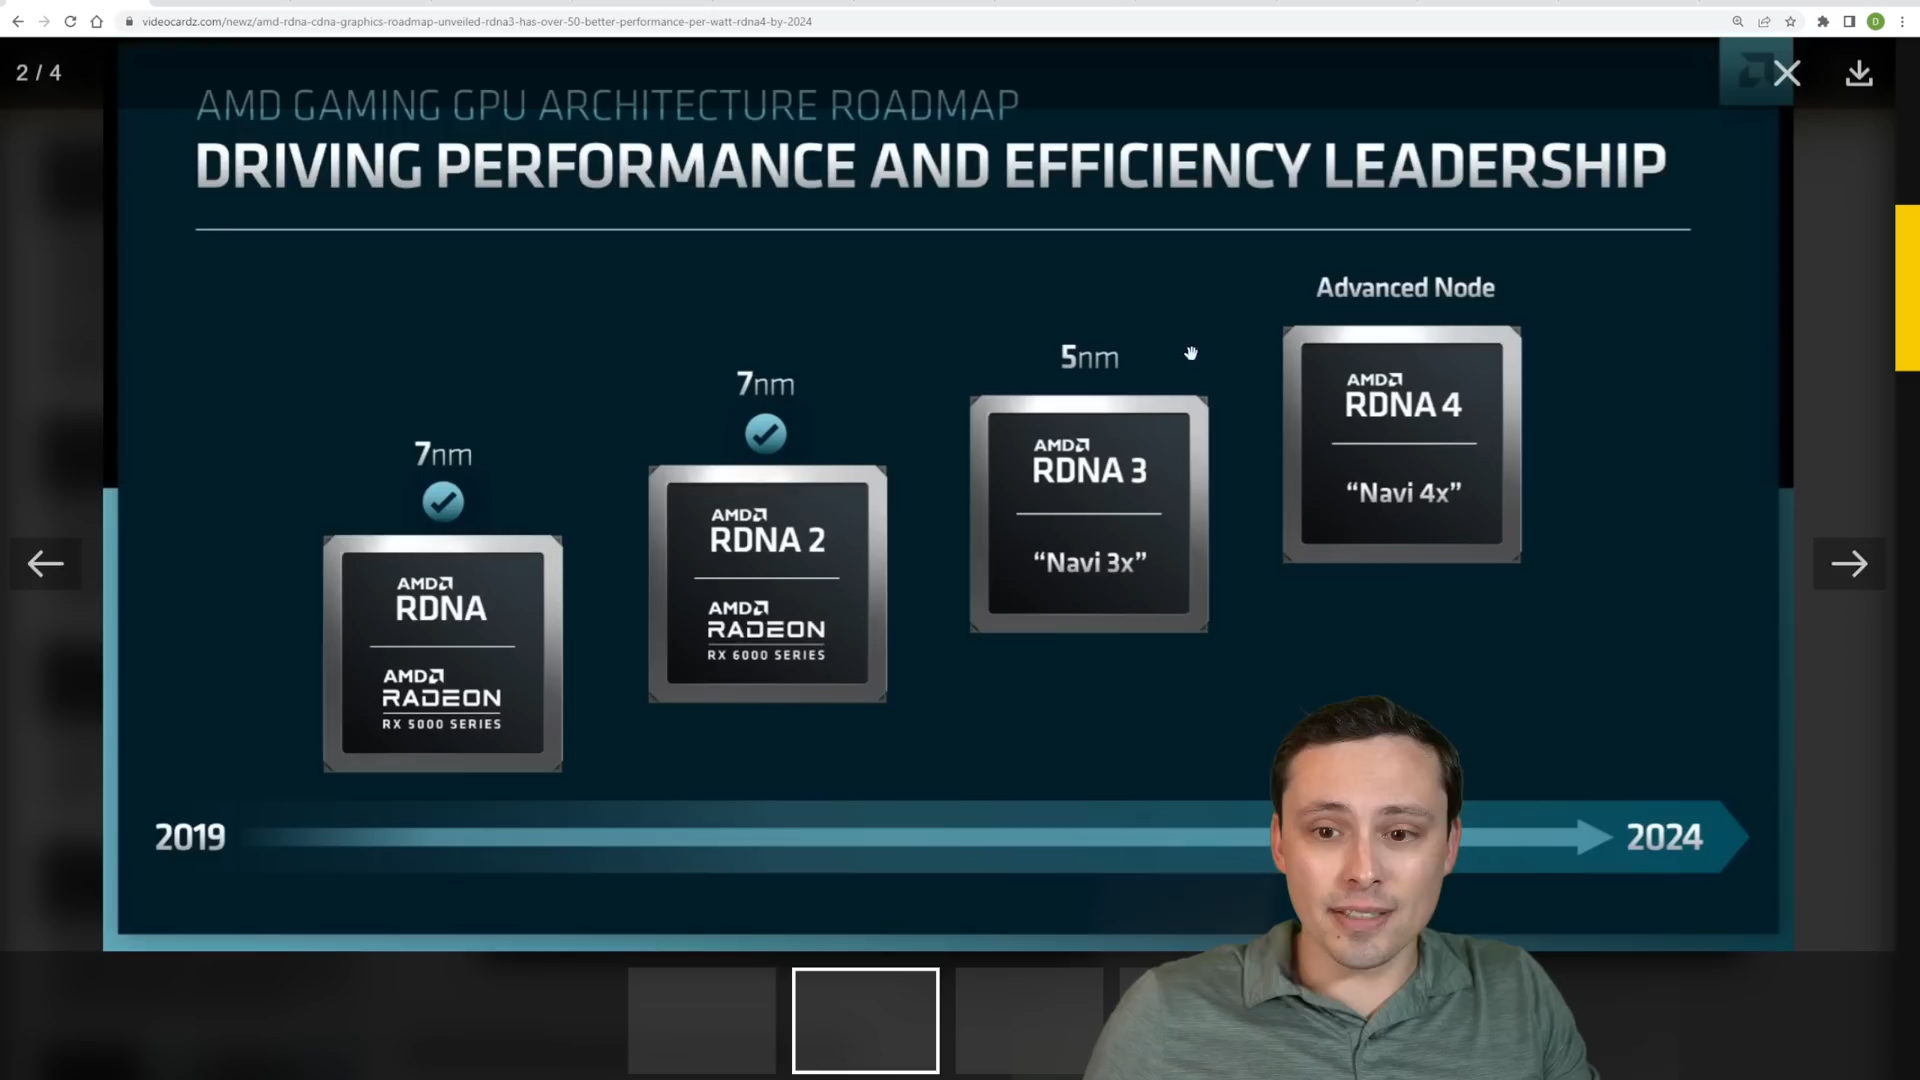 videocardz.com/newz/amd-rdna-cdna-graphics-roadmap-unveiled-rdna3-has-over-50-better-performance-per-watt-rdna4-by-2024
D
2 / 4
AMD GAMING GPU ARCHITECTURE ROADMAP
DRIVING PERFORMANCE AND EFFICIENCY LEADERSHIP
7nm
AMD
RDNA
AMD
RADEON
RX 5000 SERIES
7nm
AMD
RDNA 2
AMD
RADEON
RX 6000 SERIES
5nm
AMD
RDNA 3
“Navi 3x”
Advanced Node
AMD
RDNA 4
“Navi 4x”
2019
2024